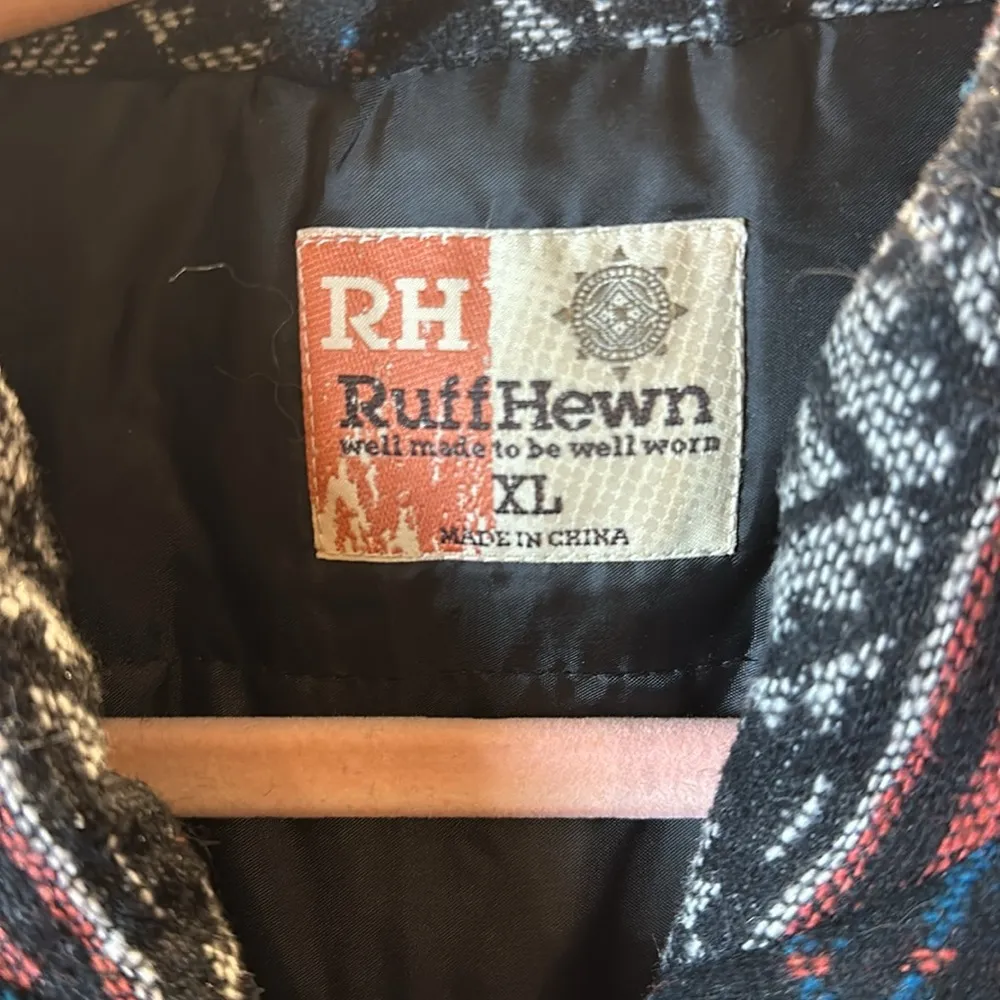 RH
RuffHewn
well made to be well worn
XL
MADE IN CHINA